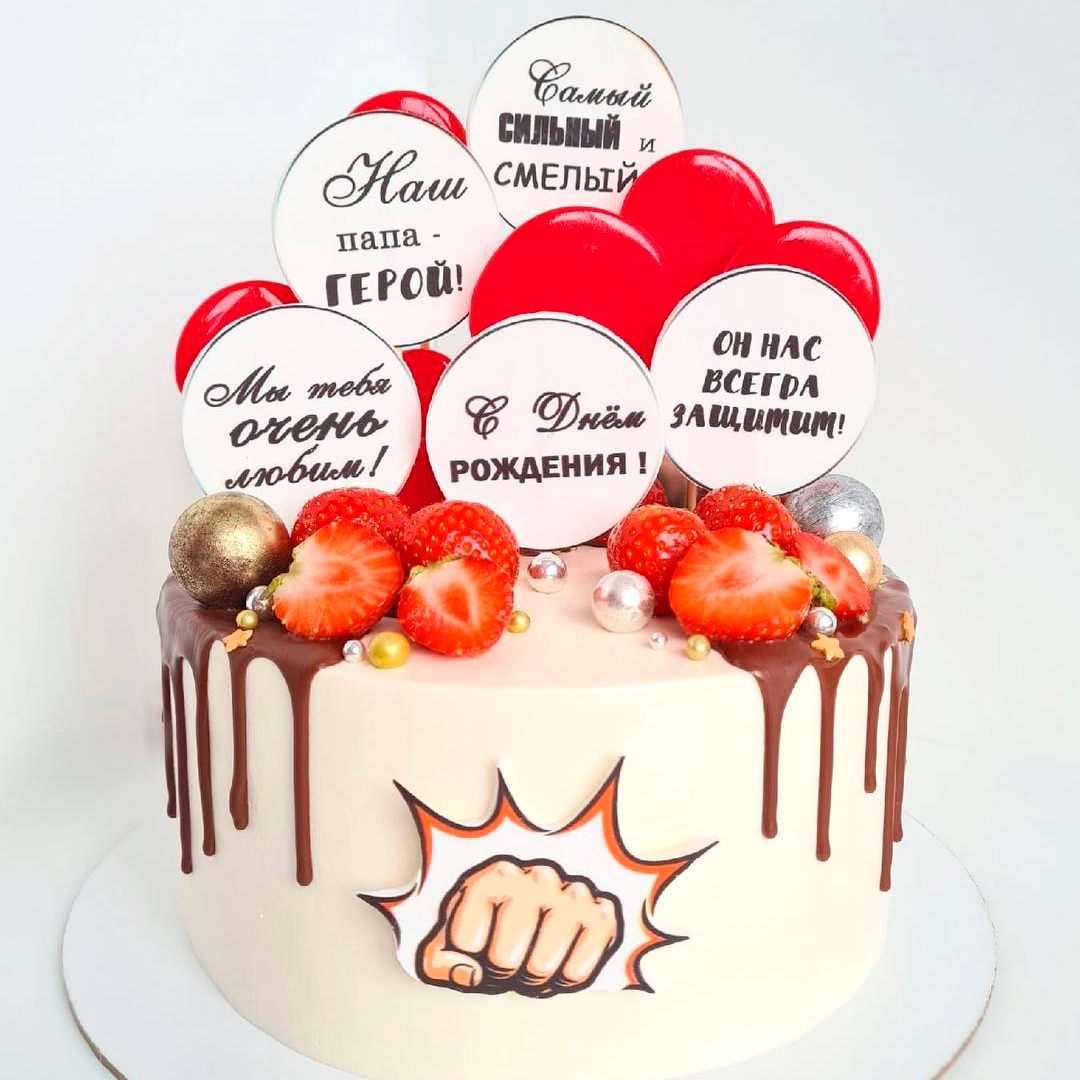 Самый
СИЛЬНЫЙ и
СМЕЛЫЙ
Наш
папа -
ГЕРОЙ!
Мы тебя
очень
любим!
С Днём
РОЖДЕНИЯ !
ОН НАС
ВСЕГДА
ЗАЩИТИТ!